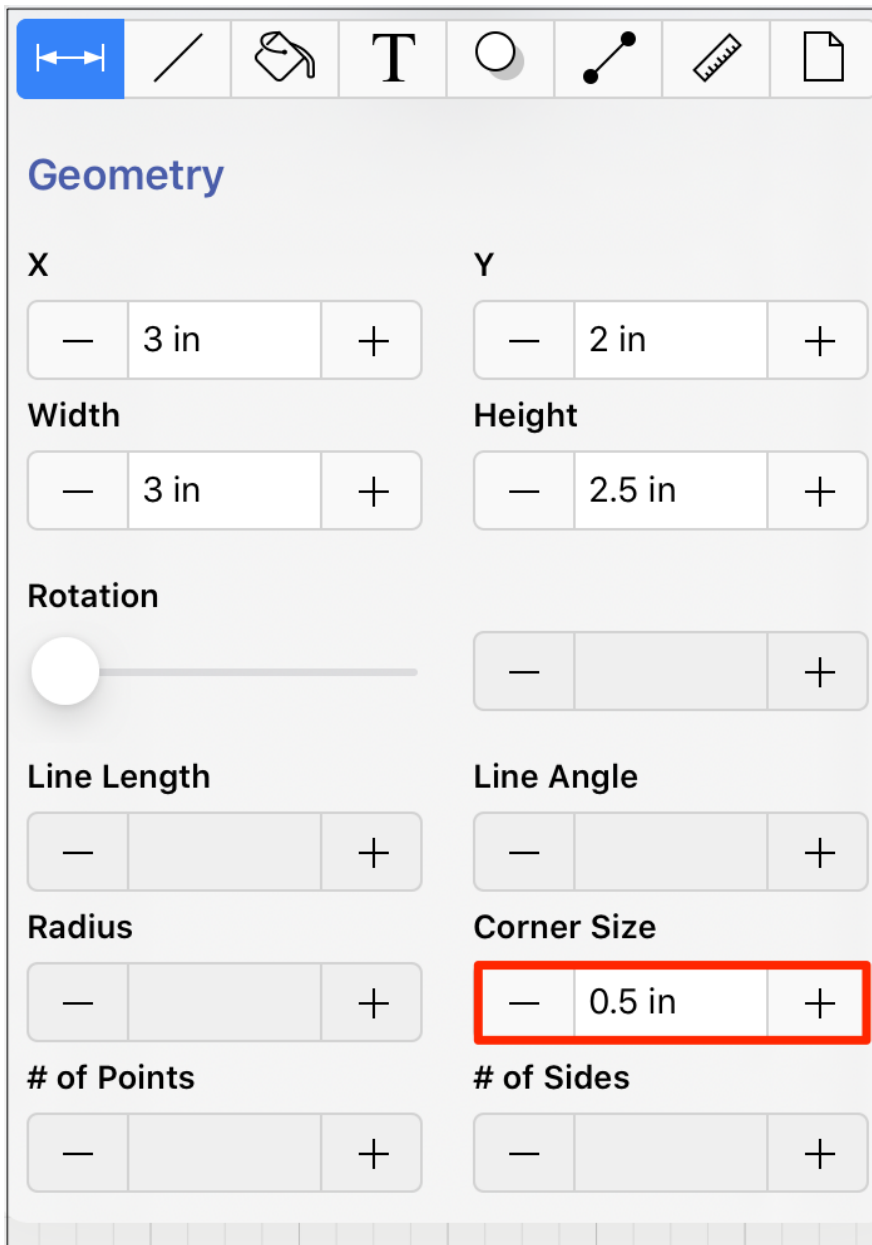 T
Geometry
X Y
3 in 2 in
Width Height
3 in 2.5 in
Rotation
Line Length Line Angle
Radius Corner Size
0.5 in
# of Points # of Sides